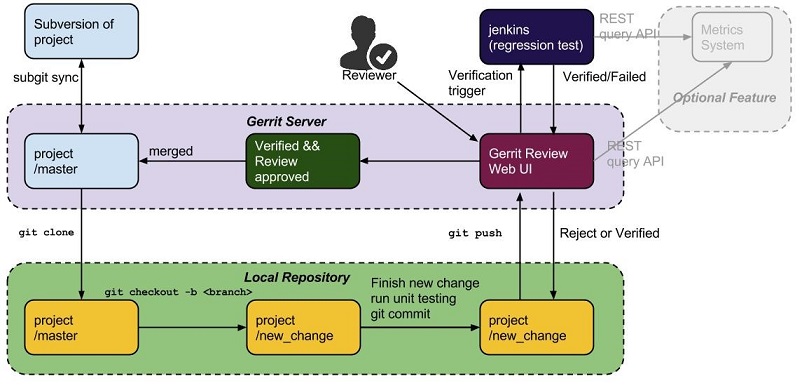 Subversion of
project
jenkins
(regression test)
REST
query API
Metrics
System
subgit sync
Reviewer
Verification
trigger
Verified/Failed
Optional Feature
Gerrit Server
project
/master
merged
Verified &&
Review
approved
Gerrit Review
Web UI
REST
query API
git clone
git push
Reject or Verified
Local Repository
git checkout -b <branch>
Finish new change
run unit testing
git commit
project
/master
project
/new_change
project
/new_change